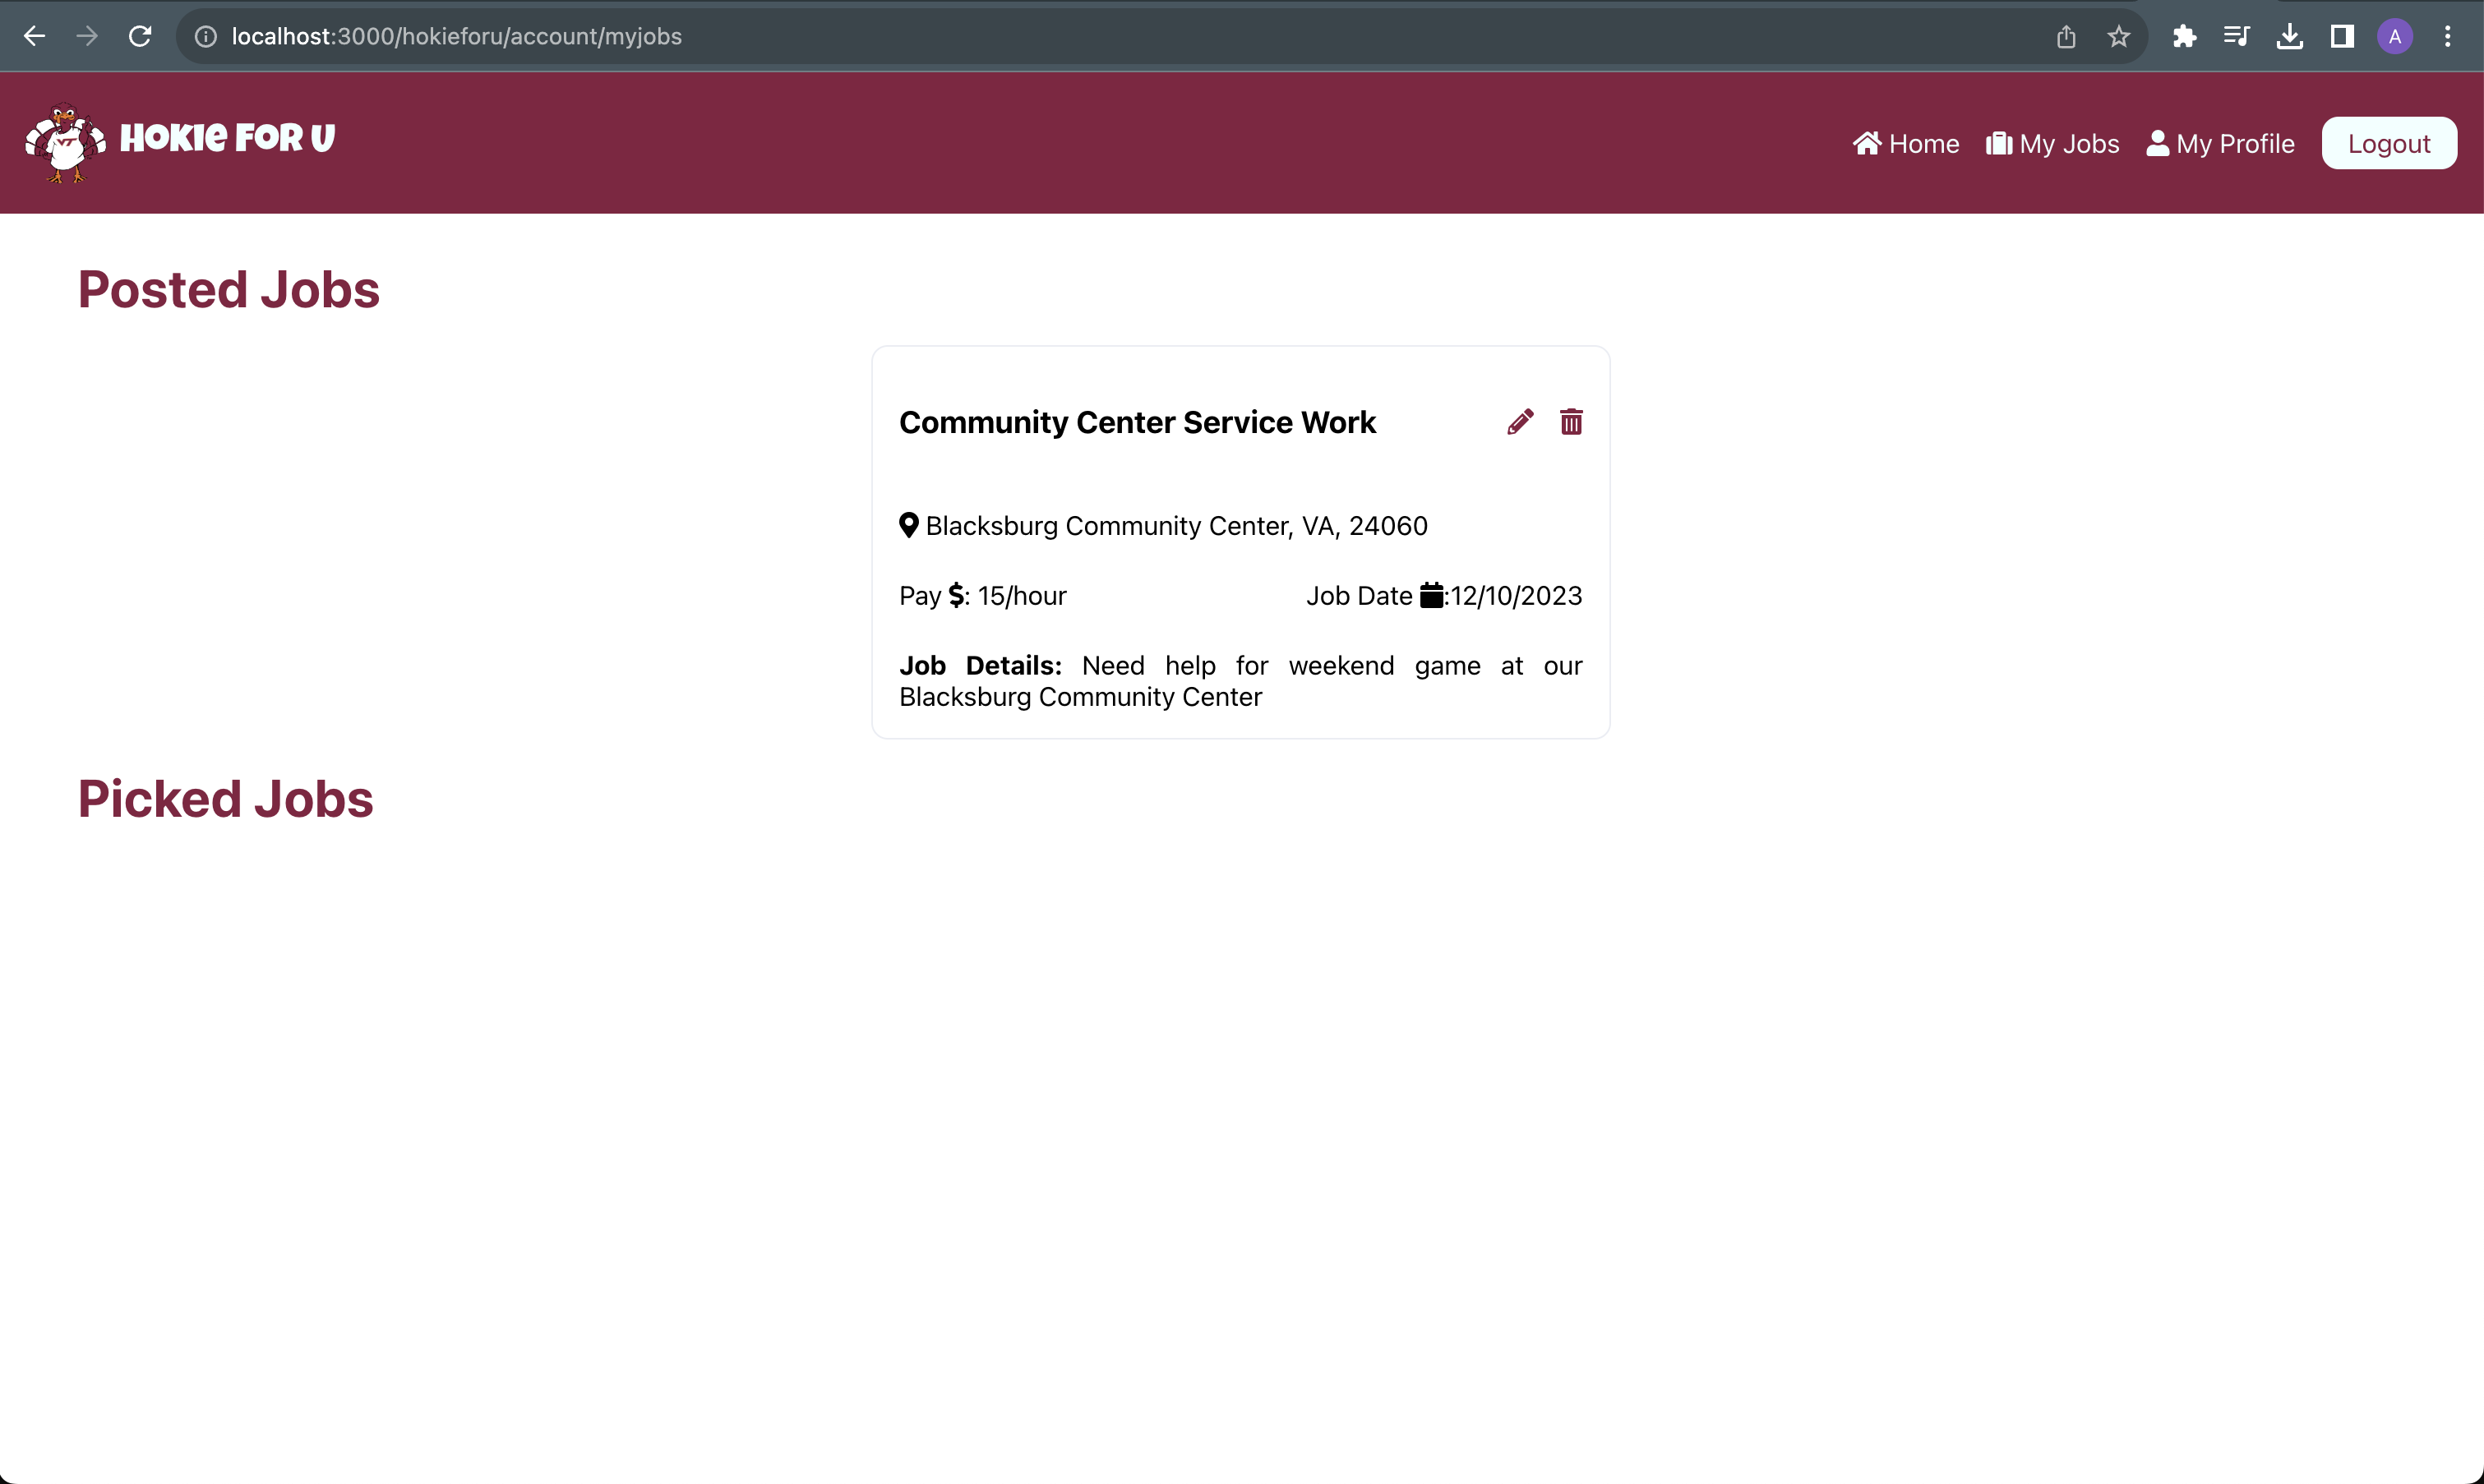 localhost:3000/hokieforu/account/myjobs
A
VT
HOKIe FOR U
Home My Jobs My Profile Logout
Posted Jobs
Community Center Service Work
Blacksburg Community Center, VA, 24060
Pay $: 15/hour Job Date :12/10/2023
Job Details: Need help for weekend game at our
Blacksburg Community Center
Picked Jobs